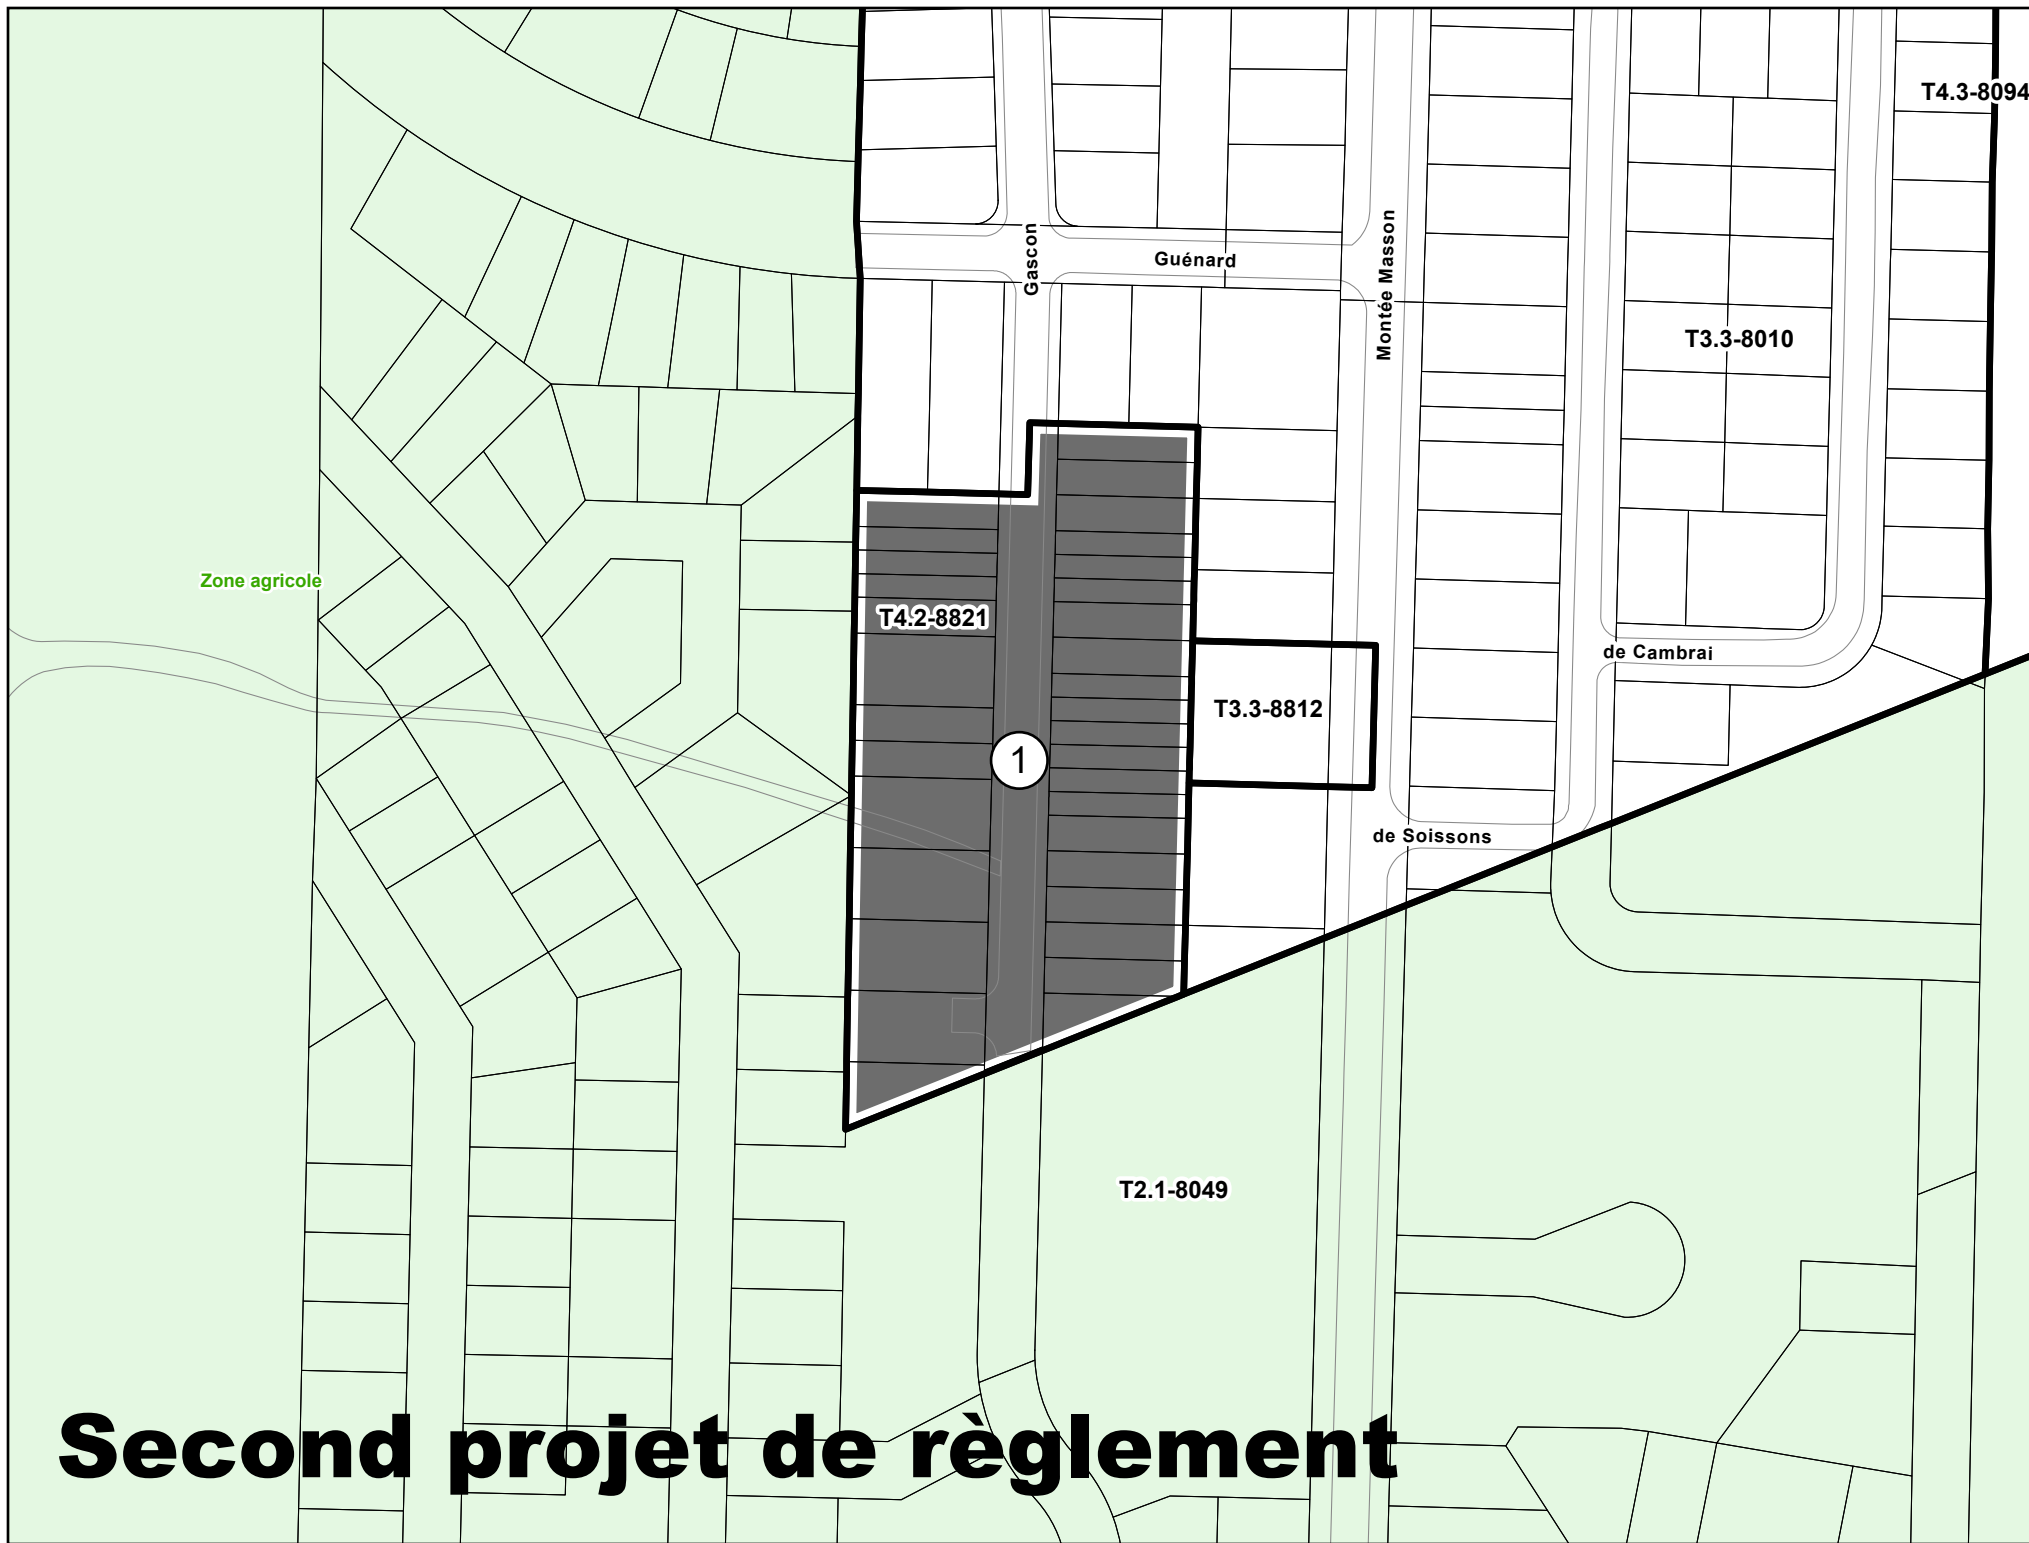 T4.3-8094
Gascon
Guénard
Montée Masson
T3.3-8010
Zone agricole
T4.2-8821
de Cambrai
T3.3-8812
1
de Soissons
T2.1-8049
Second projet de règlement